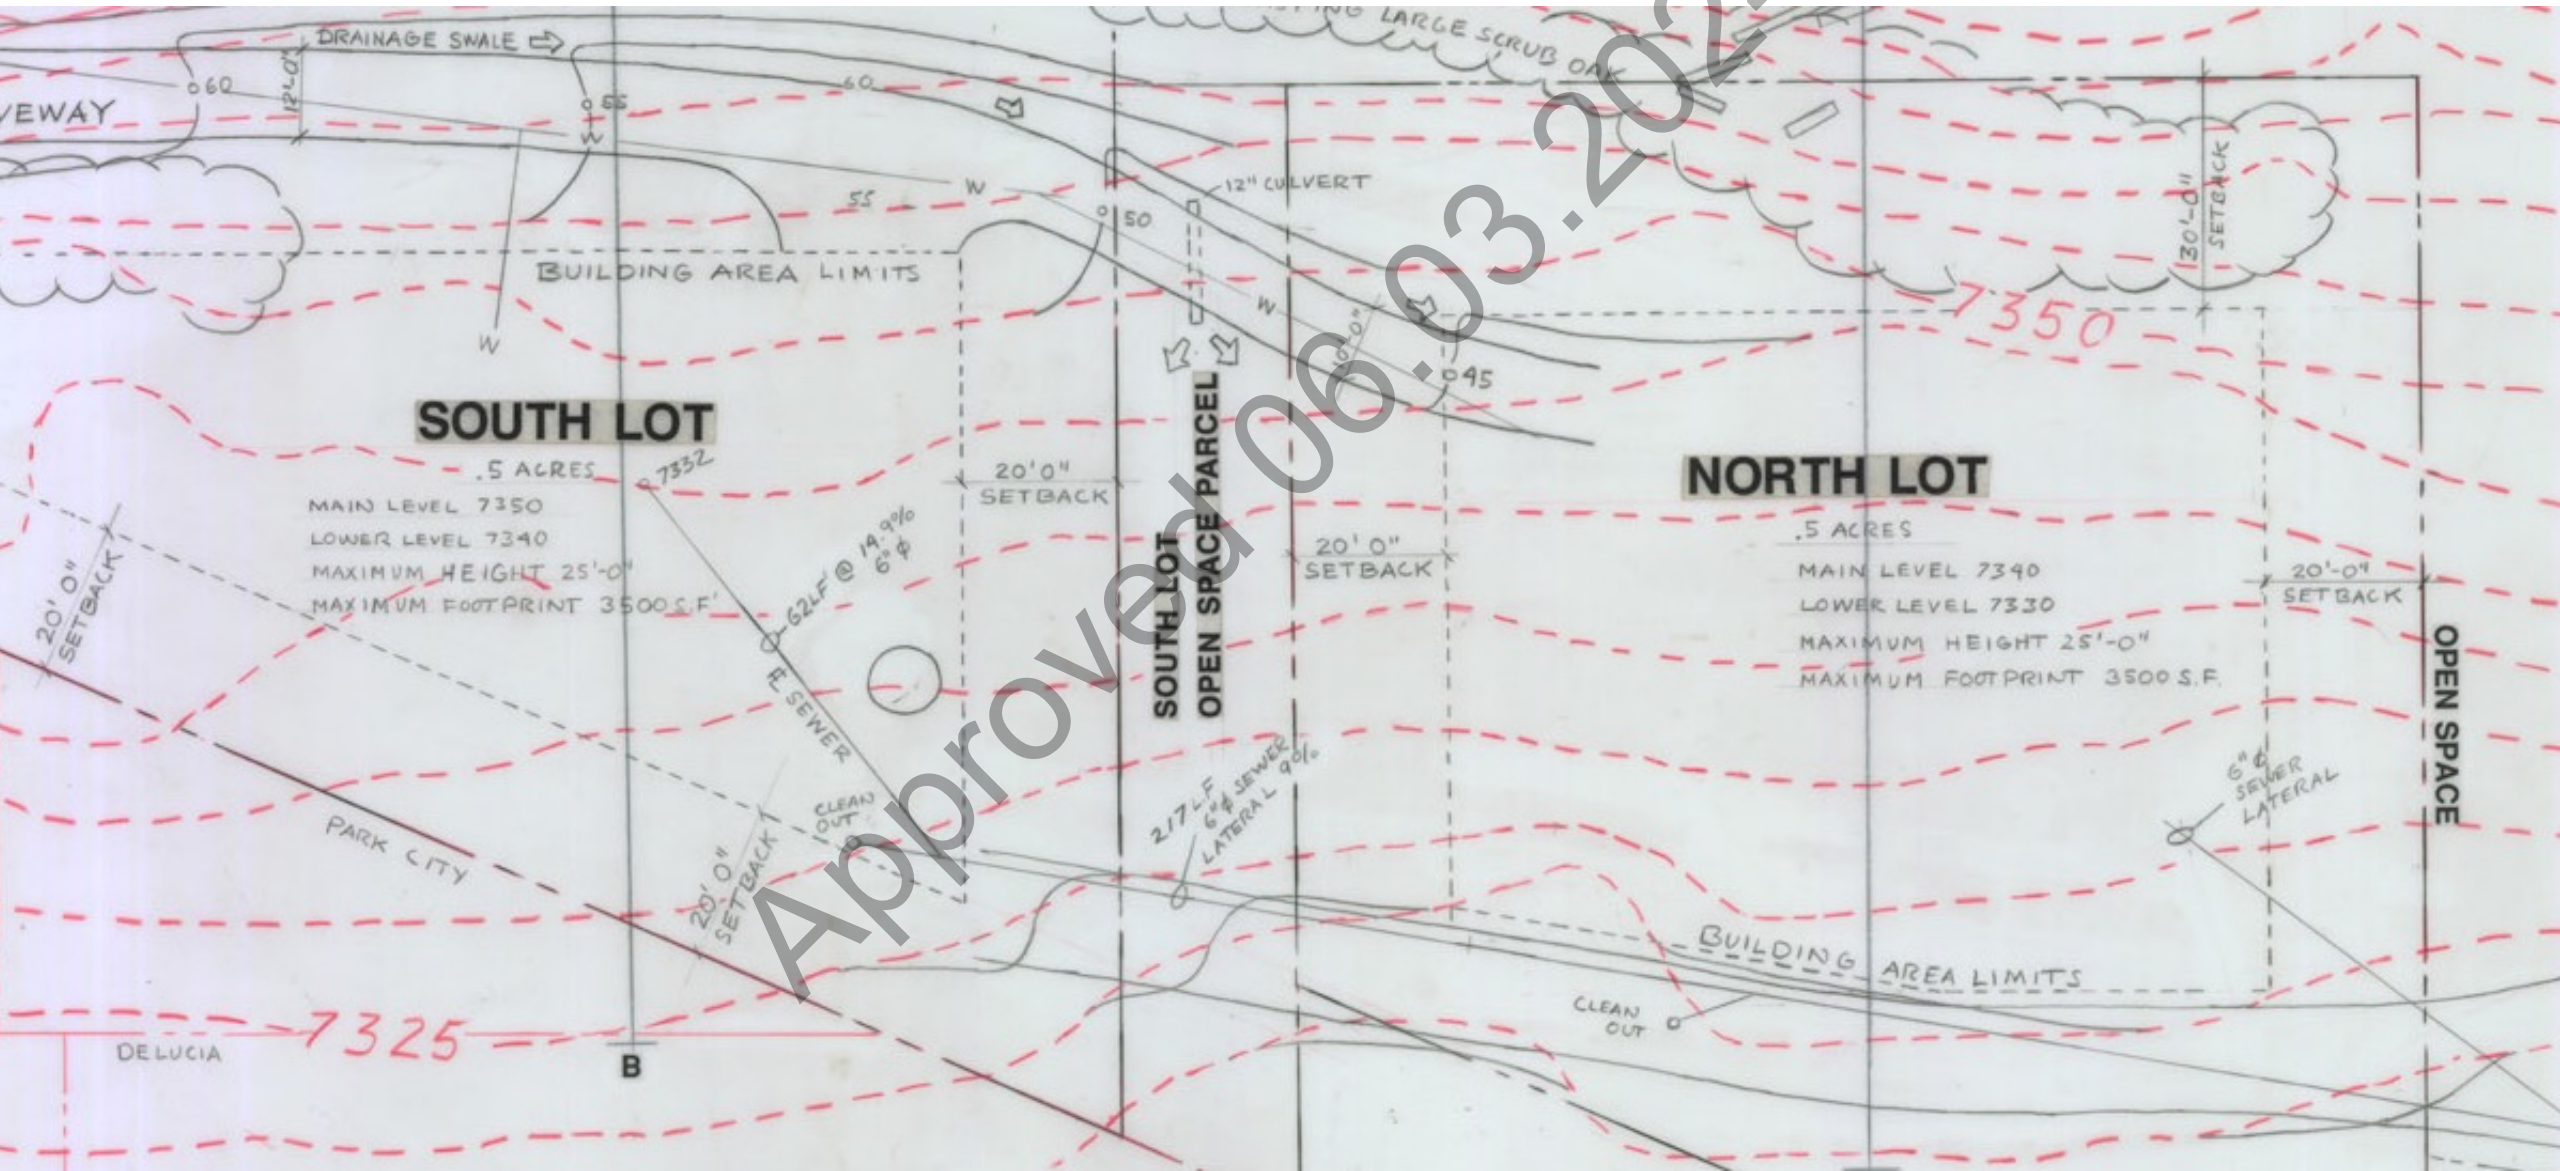 EXISTING LARGE SCRUB OAK
DRAINAGE SWALE
12'-0"
60
55
W
60
VEWAY
12" CULVERT
55
W
50
BUILDING AREA LIMITS
W
W
30'-0"
SETBACK
7350
45
SOUTH LOT
.5 ACRES
7332
MAIN LEVEL 7350
LOWER LEVEL 7340
MAXIMUM HEIGHT 25'-0"
MAXIMUM FOOTPRINT 3500 S.F.
20'0"
SETBACK
62LF' @ 14.9%
6" ¢
20' 0"
SETBACK
SOUTH LOT
OPEN SPACE PARCEL
20' 0"
SETBACK
NORTH LOT
.5 ACRES
MAIN LEVEL 7340
LOWER LEVEL 7330
MAXIMUM HEIGHT 25'-0"
MAXIMUM FOOTPRINT 3500 S.F.
20'-0"
SETBACK
OPEN SPACE
℄ SEWER
CLEAN
OUT
217 L.F
6"¢ SEWER
LATERAL 9%
6" ¢
SEWER
LATERAL
PARK CITY
20' 0"
SETBACK
BUILDING AREA LIMITS
CLEAN
OUT
7325
DELUCIA
B
Approved 06.03.202